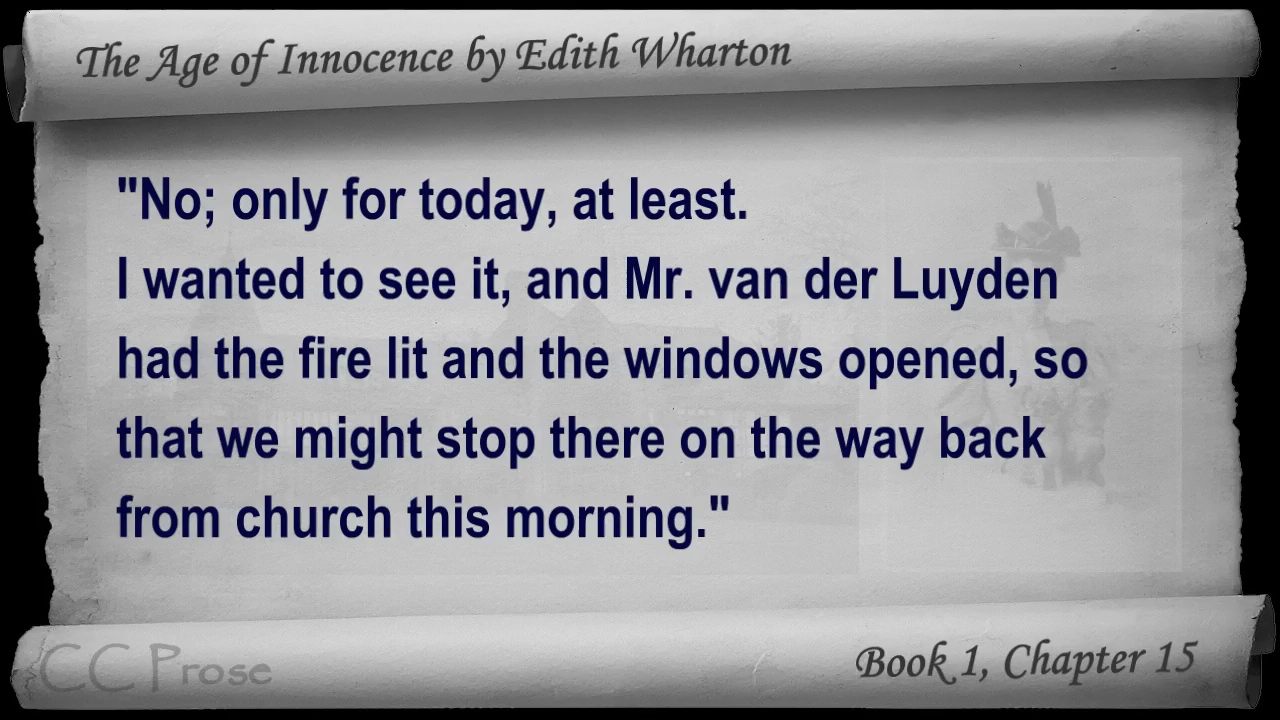 The Age of Innocence by Edith Wharton
"No; only for today, at least.
I wanted to see it, and Mr. van der Luyden
had the fire lit and the windows opened, so
that we might stop there on the way back
from church this morning."
CC Prose
Book 1, Chapter 15